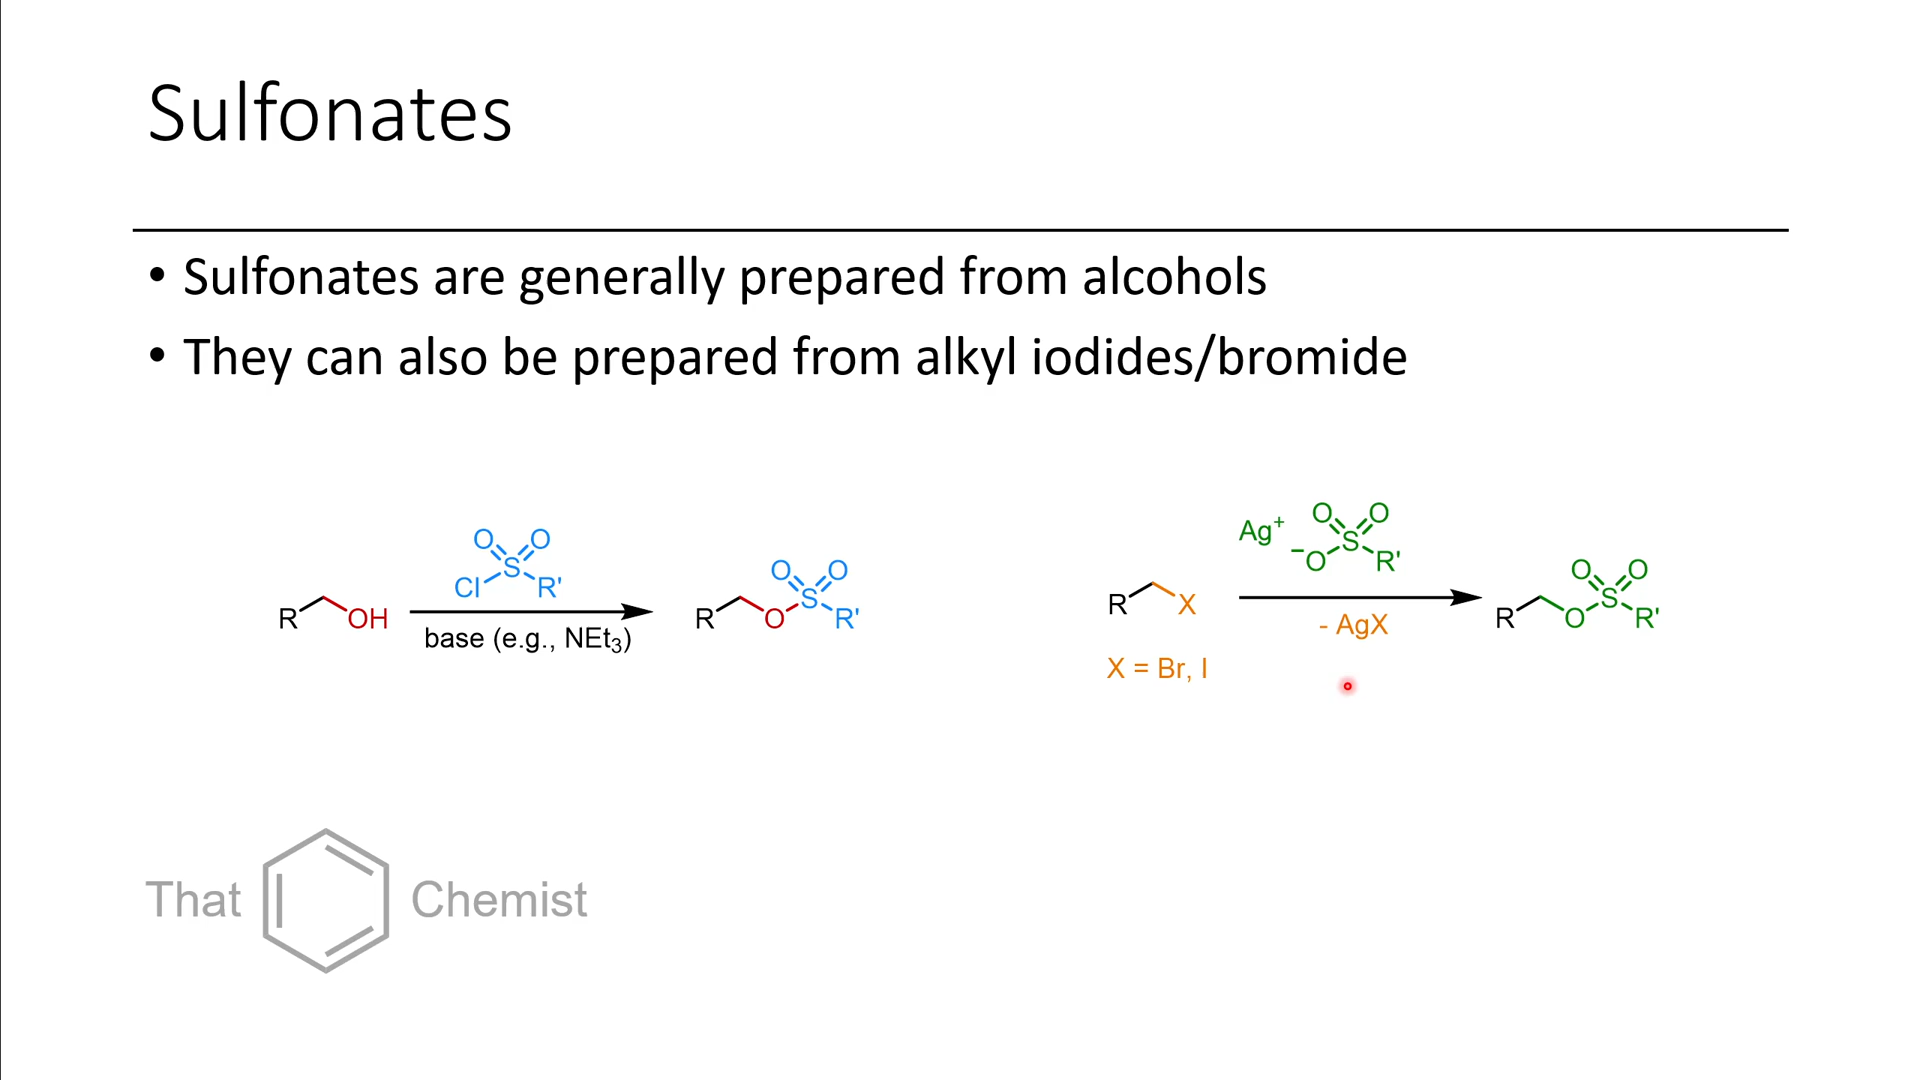 Sulfonates
• Sulfonates are generally prepared from alcohols
• They can also be prepared from alkyl iodides/bromide
O O
Cl S R'
R OH
base (e.g., NEt₃)
O O
R O S R'
Ag⁺ O O
⁻O S R'
R X
- AgX
X = Br, I
O O
R O S R'
That Chemist